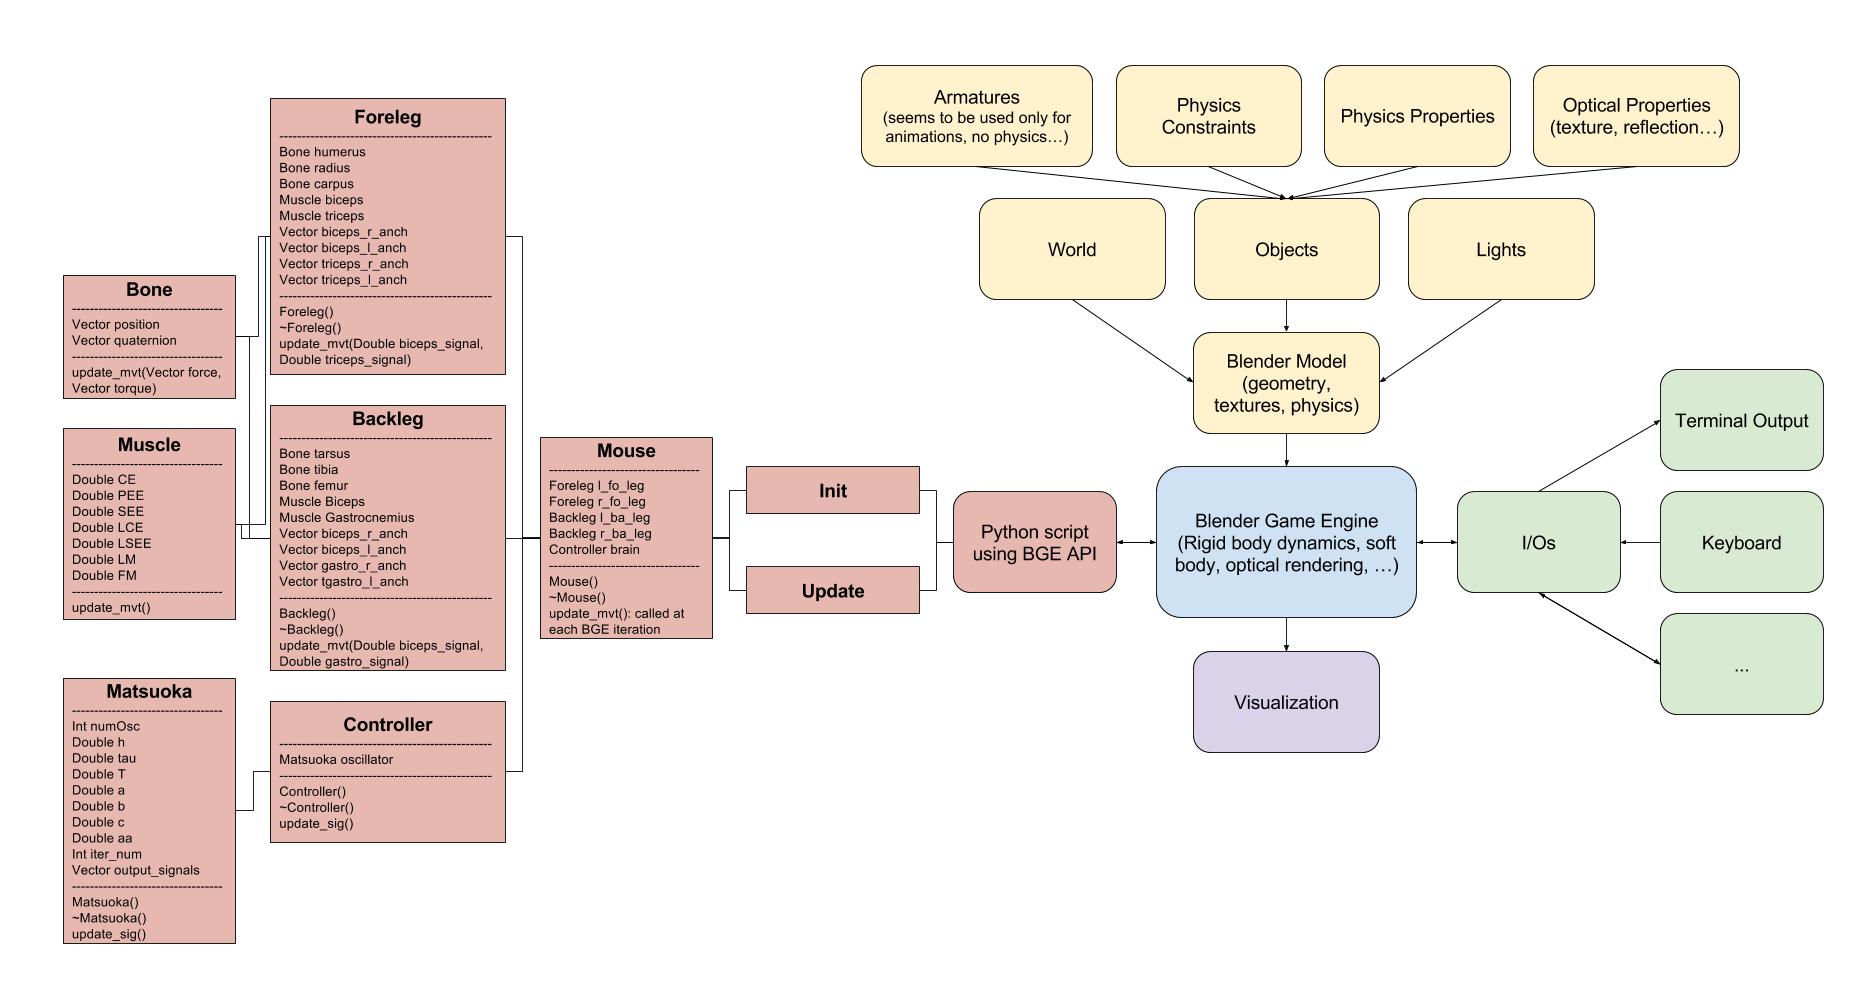 Armatures
(seems to be used only for
animations, no physics…)
Physics
Constraints
Physics Properties
Optical Properties
(texture, reflection…)
World
Objects
Lights
Blender Model
(geometry,
textures, physics)
Foreleg
Bone humerus
Bone radius
Bone carpus
Muscle biceps
Muscle triceps
Vector biceps_r_anch
Vector biceps_l_anch
Vector triceps_r_anch
Vector triceps_l_anch
Foreleg()
~Foreleg()
update_mvt(Double biceps_signal,
Double triceps_signal)
Bone
Vector position
Vector quaternion
update_mvt(Vector force,
Vector torque)
Muscle
Double CE
Double PEE
Double SEE
Double LCE
Double LSEE
Double LM
Double FM
update_mvt()
Backleg
Bone tarsus
Bone tibia
Bone femur
Muscle Biceps
Muscle Gastrocnemius
Vector biceps_r_anch
Vector biceps_l_anch
Vector gastro_r_anch
Vector tgastro_l_anch
Backleg()
~Backleg()
update_mvt(Double biceps_signal,
Double gastro_signal)
Mouse
Foreleg l_fo_leg
Foreleg r_fo_leg
Backleg l_ba_leg
Backleg r_ba_leg
Controller brain
Mouse()
~Mouse()
update_mvt(): called at
each BGE iteration
Init
Update
Python script
using BGE API
Blender Game Engine
(Rigid body dynamics, soft
body, optical rendering, …)
I/Os
Terminal Output
Keyboard
...
Visualization
Matsuoka
Int numOsc
Double h
Double tau
Double T
Double a
Double b
Double c
Double aa
Int iter_num
Vector output_signals
Matsuoka()
~Matsuoka()
update_sig()
Controller
Matsuoka oscillator
Controller()
~Controller()
update_sig()